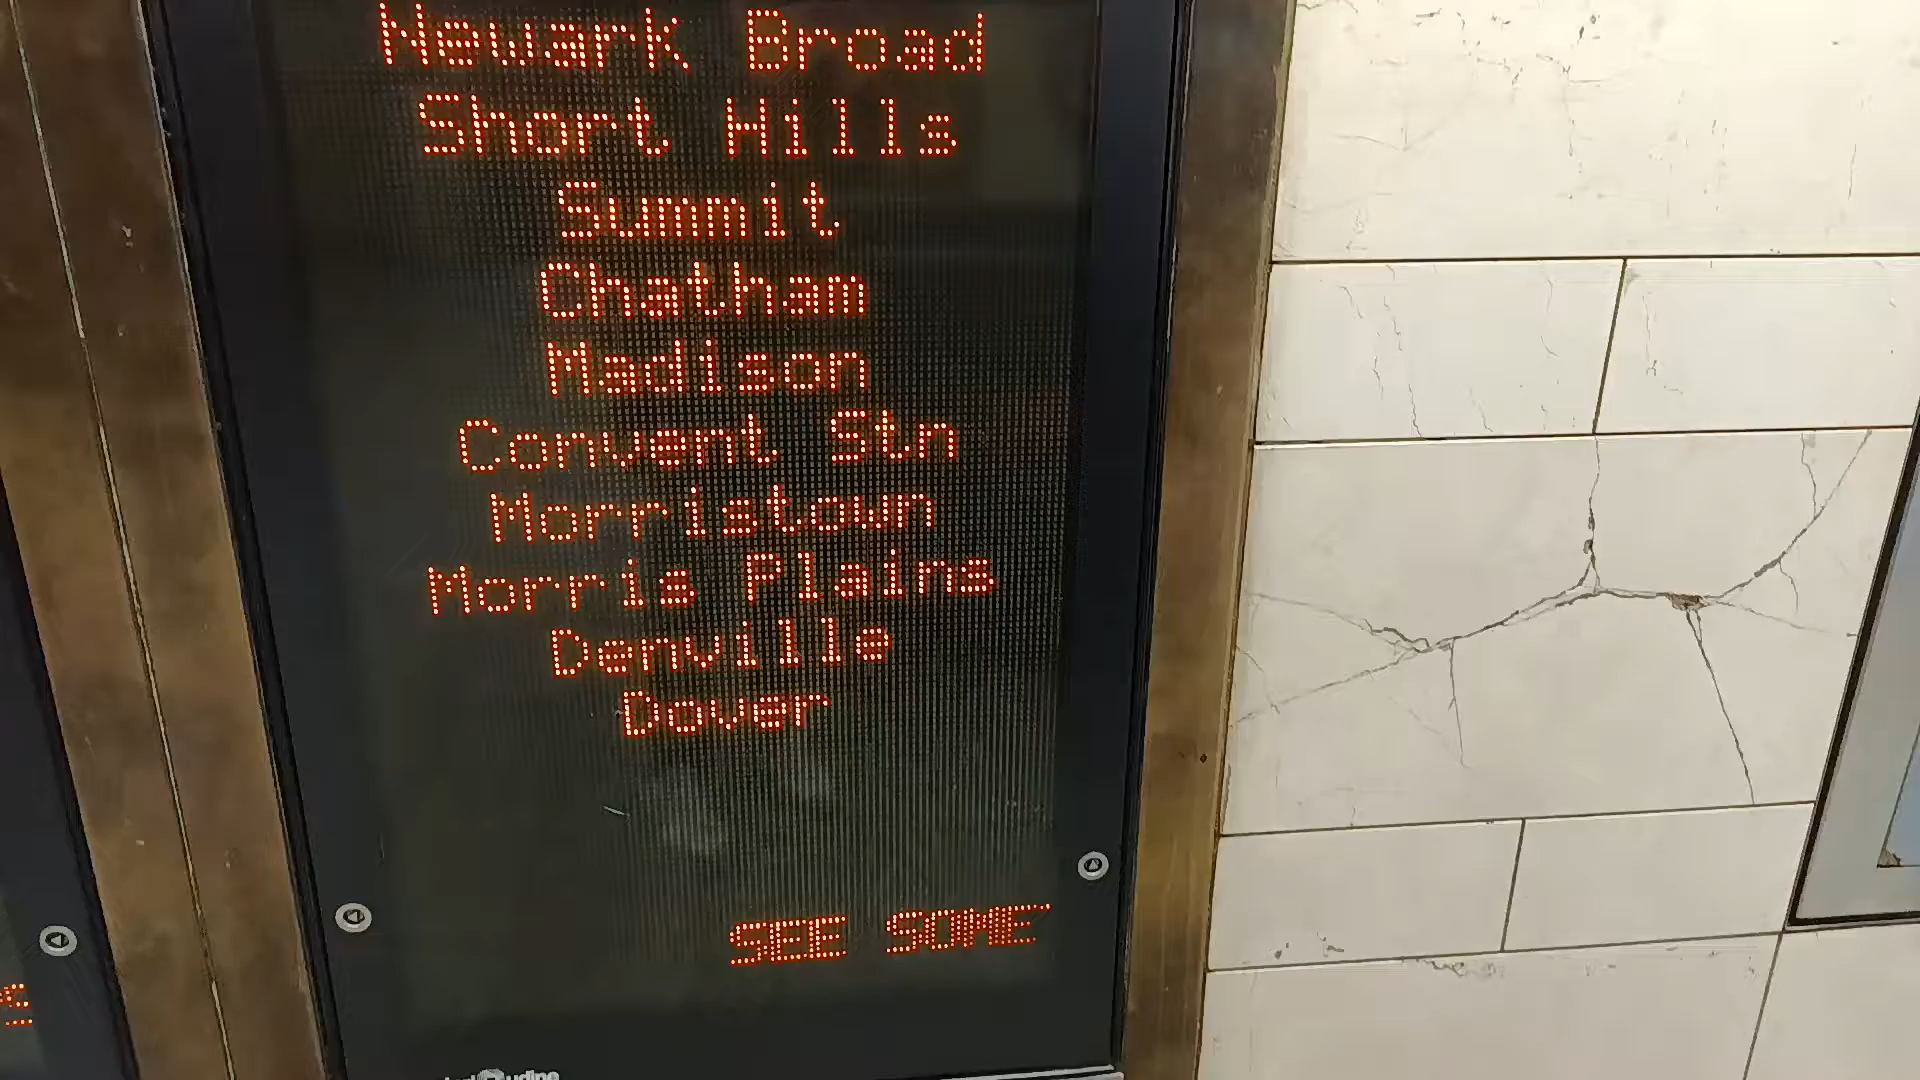 Newark Broad
Short Hills
Summit
Chatham
Madison
Convent Stn
Morristown
Morris Plains
Denville
Dover
SEE SOME